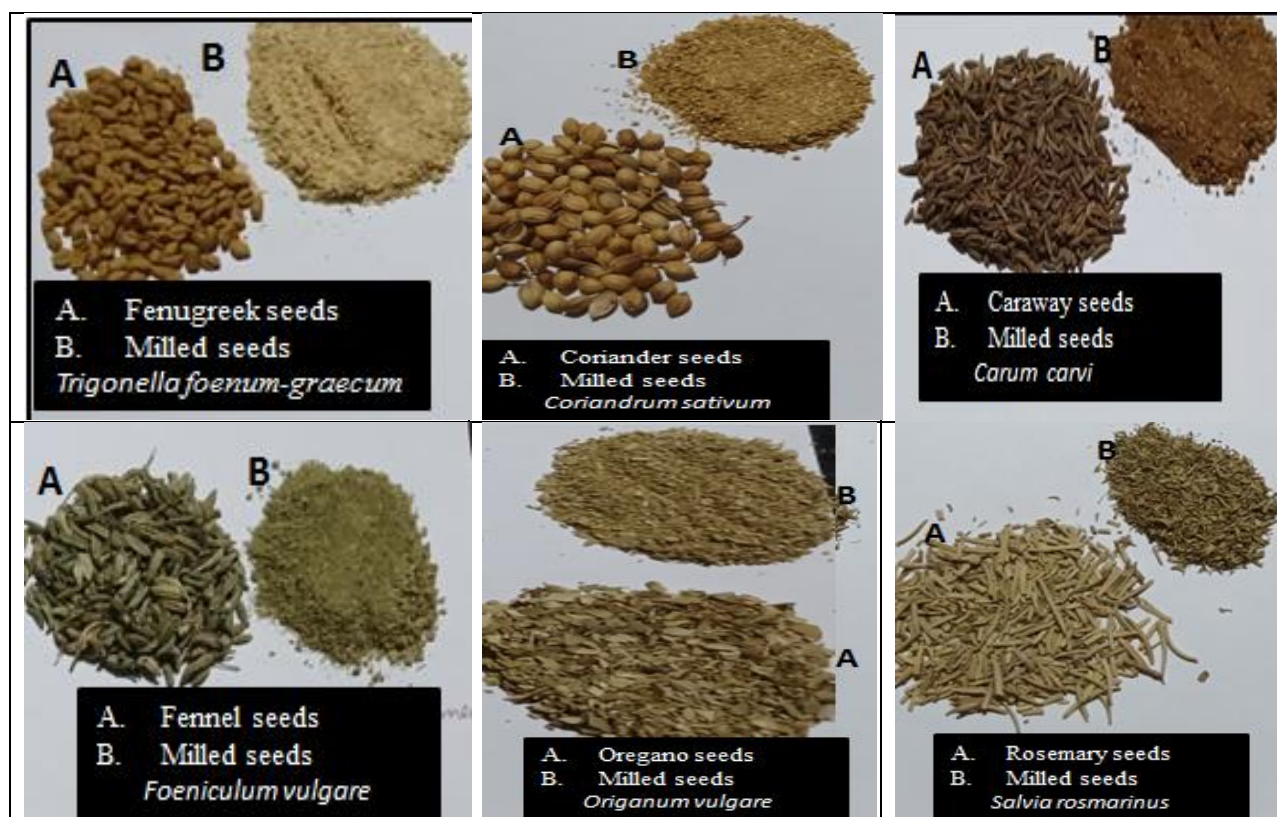 A
B
A. Fenugreek seeds
B. Milled seeds
Trigonella foenum-graecum
B
A
A. Coriander seeds
B. Milled seeds
Coriandrum sativum
A
B
A. Caraway seeds
B. Milled seeds
Carum carvi
A
B
A. Fennel seeds
B. Milled seeds
Foeniculum vulgare
B
A
A. Oregano seeds
B. Milled seeds
Origanum vulgare
B
A
A. Rosemary seeds
B. Milled seeds
Salvia rosmarinus